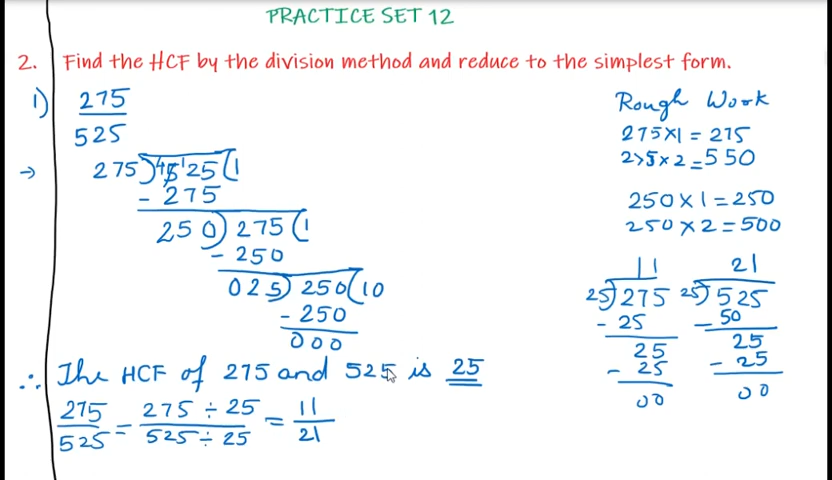 PRACTICE SET 12
2. Find the HCF by the division method and reduce to the simplest form.
1) 275
525
→ 275)525(1
- 275
250)275(1
- 250
025)250(10
- 250
000
∴ The HCF of 275 and 525 is 25
275/525 = 275 ÷ 25/525 ÷ 25 = 11/21
Rough Work
275×1 = 275
275×2 = 550
250×1 = 250
250×2 = 500
11
25)275
- 25
25
- 25
00
21
25)525
- 50
25
- 25
00